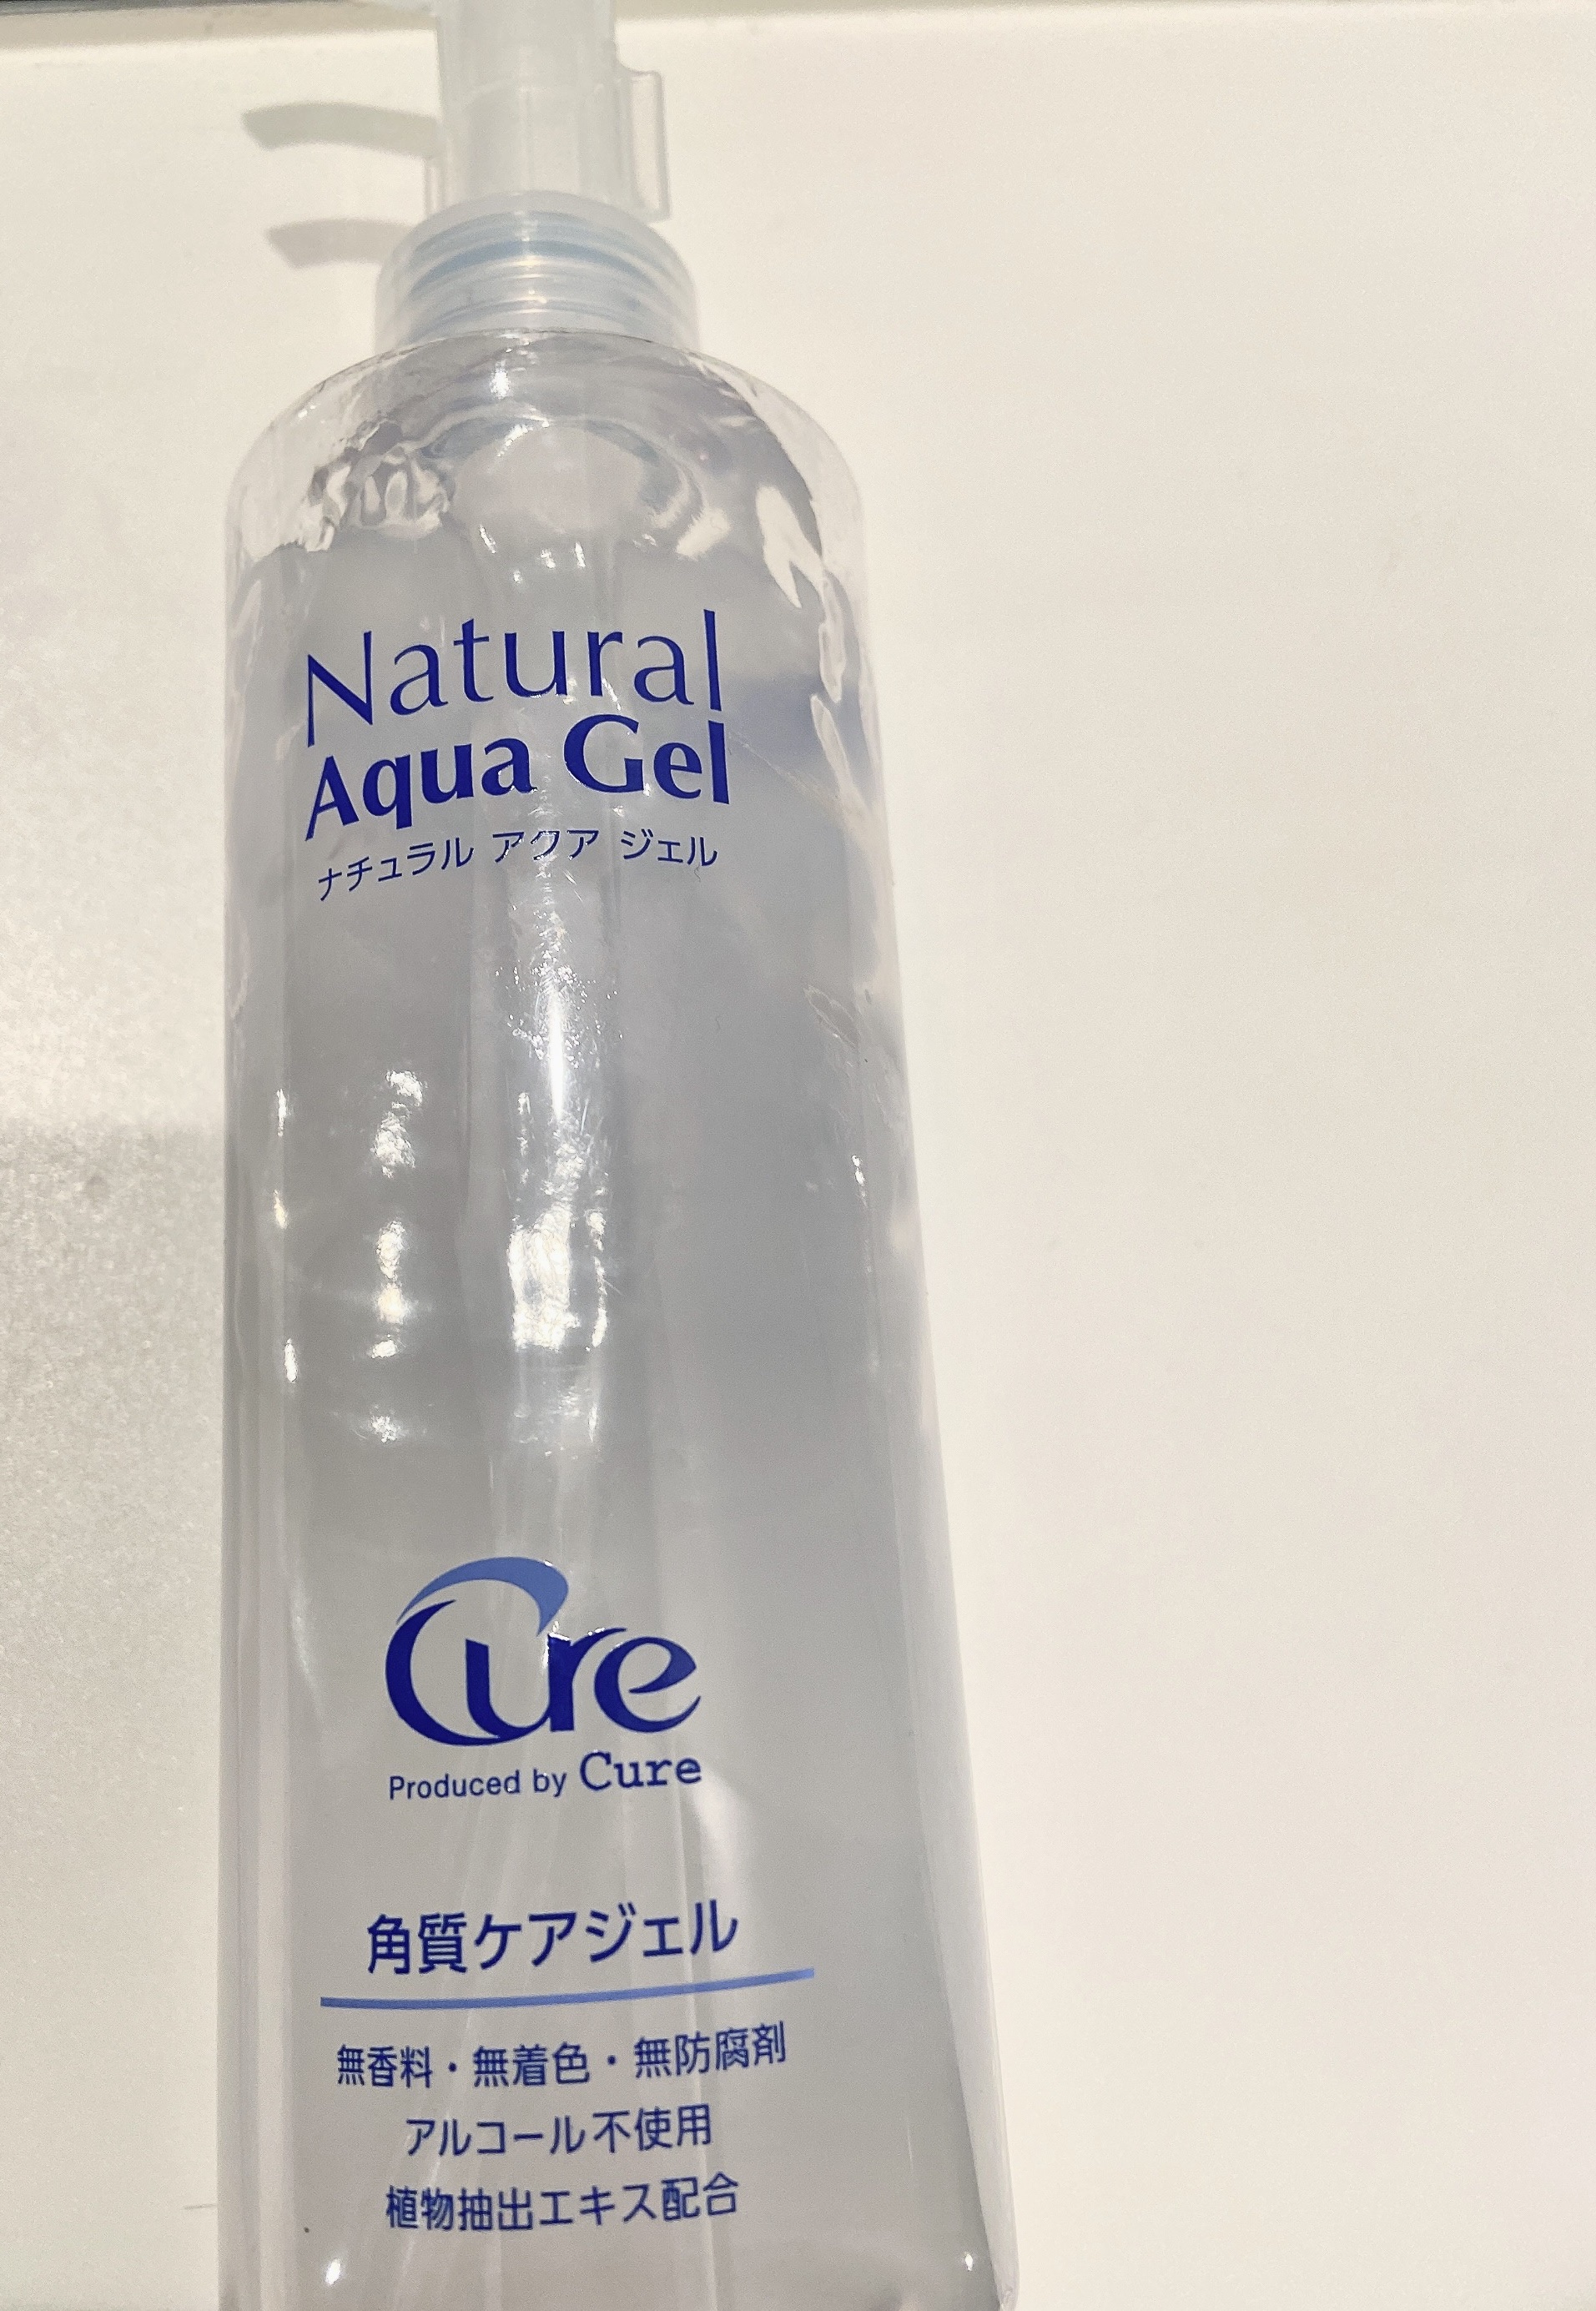 Natural
Aqua Gel
ナチュラル アクア ジェル
Cure
Produced by Cure
角質ケアジェル
無香料・無着色・無防腐剤
アルコール不使用
植物抽出エキス配合